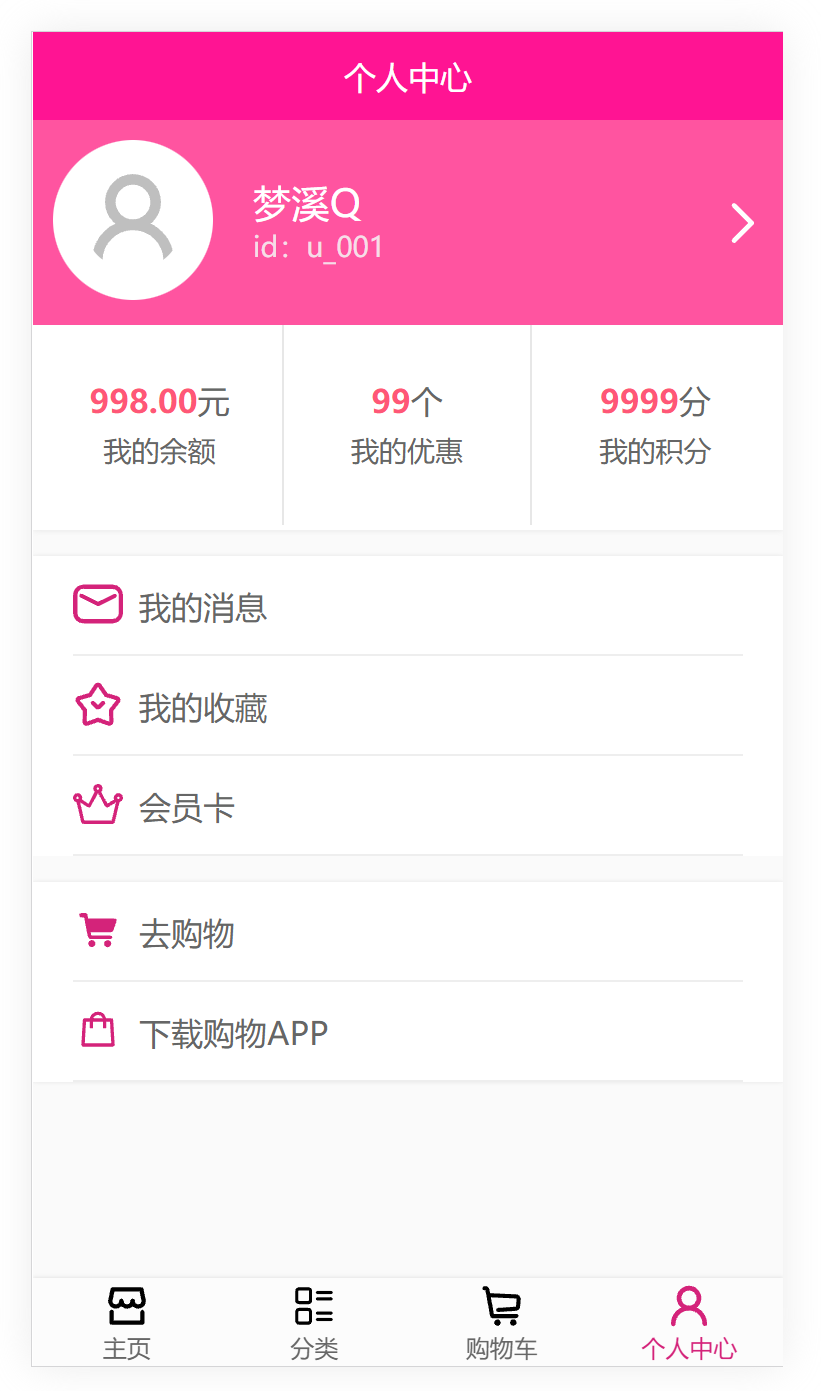 个人中心
梦溪Q
id：u_001
998.00元
99个
9999分
我的余额
我的优惠
我的积分
我的消息
我的收藏
会员卡
去购物
下载购物APP
主页
分类
购物车
个人中心